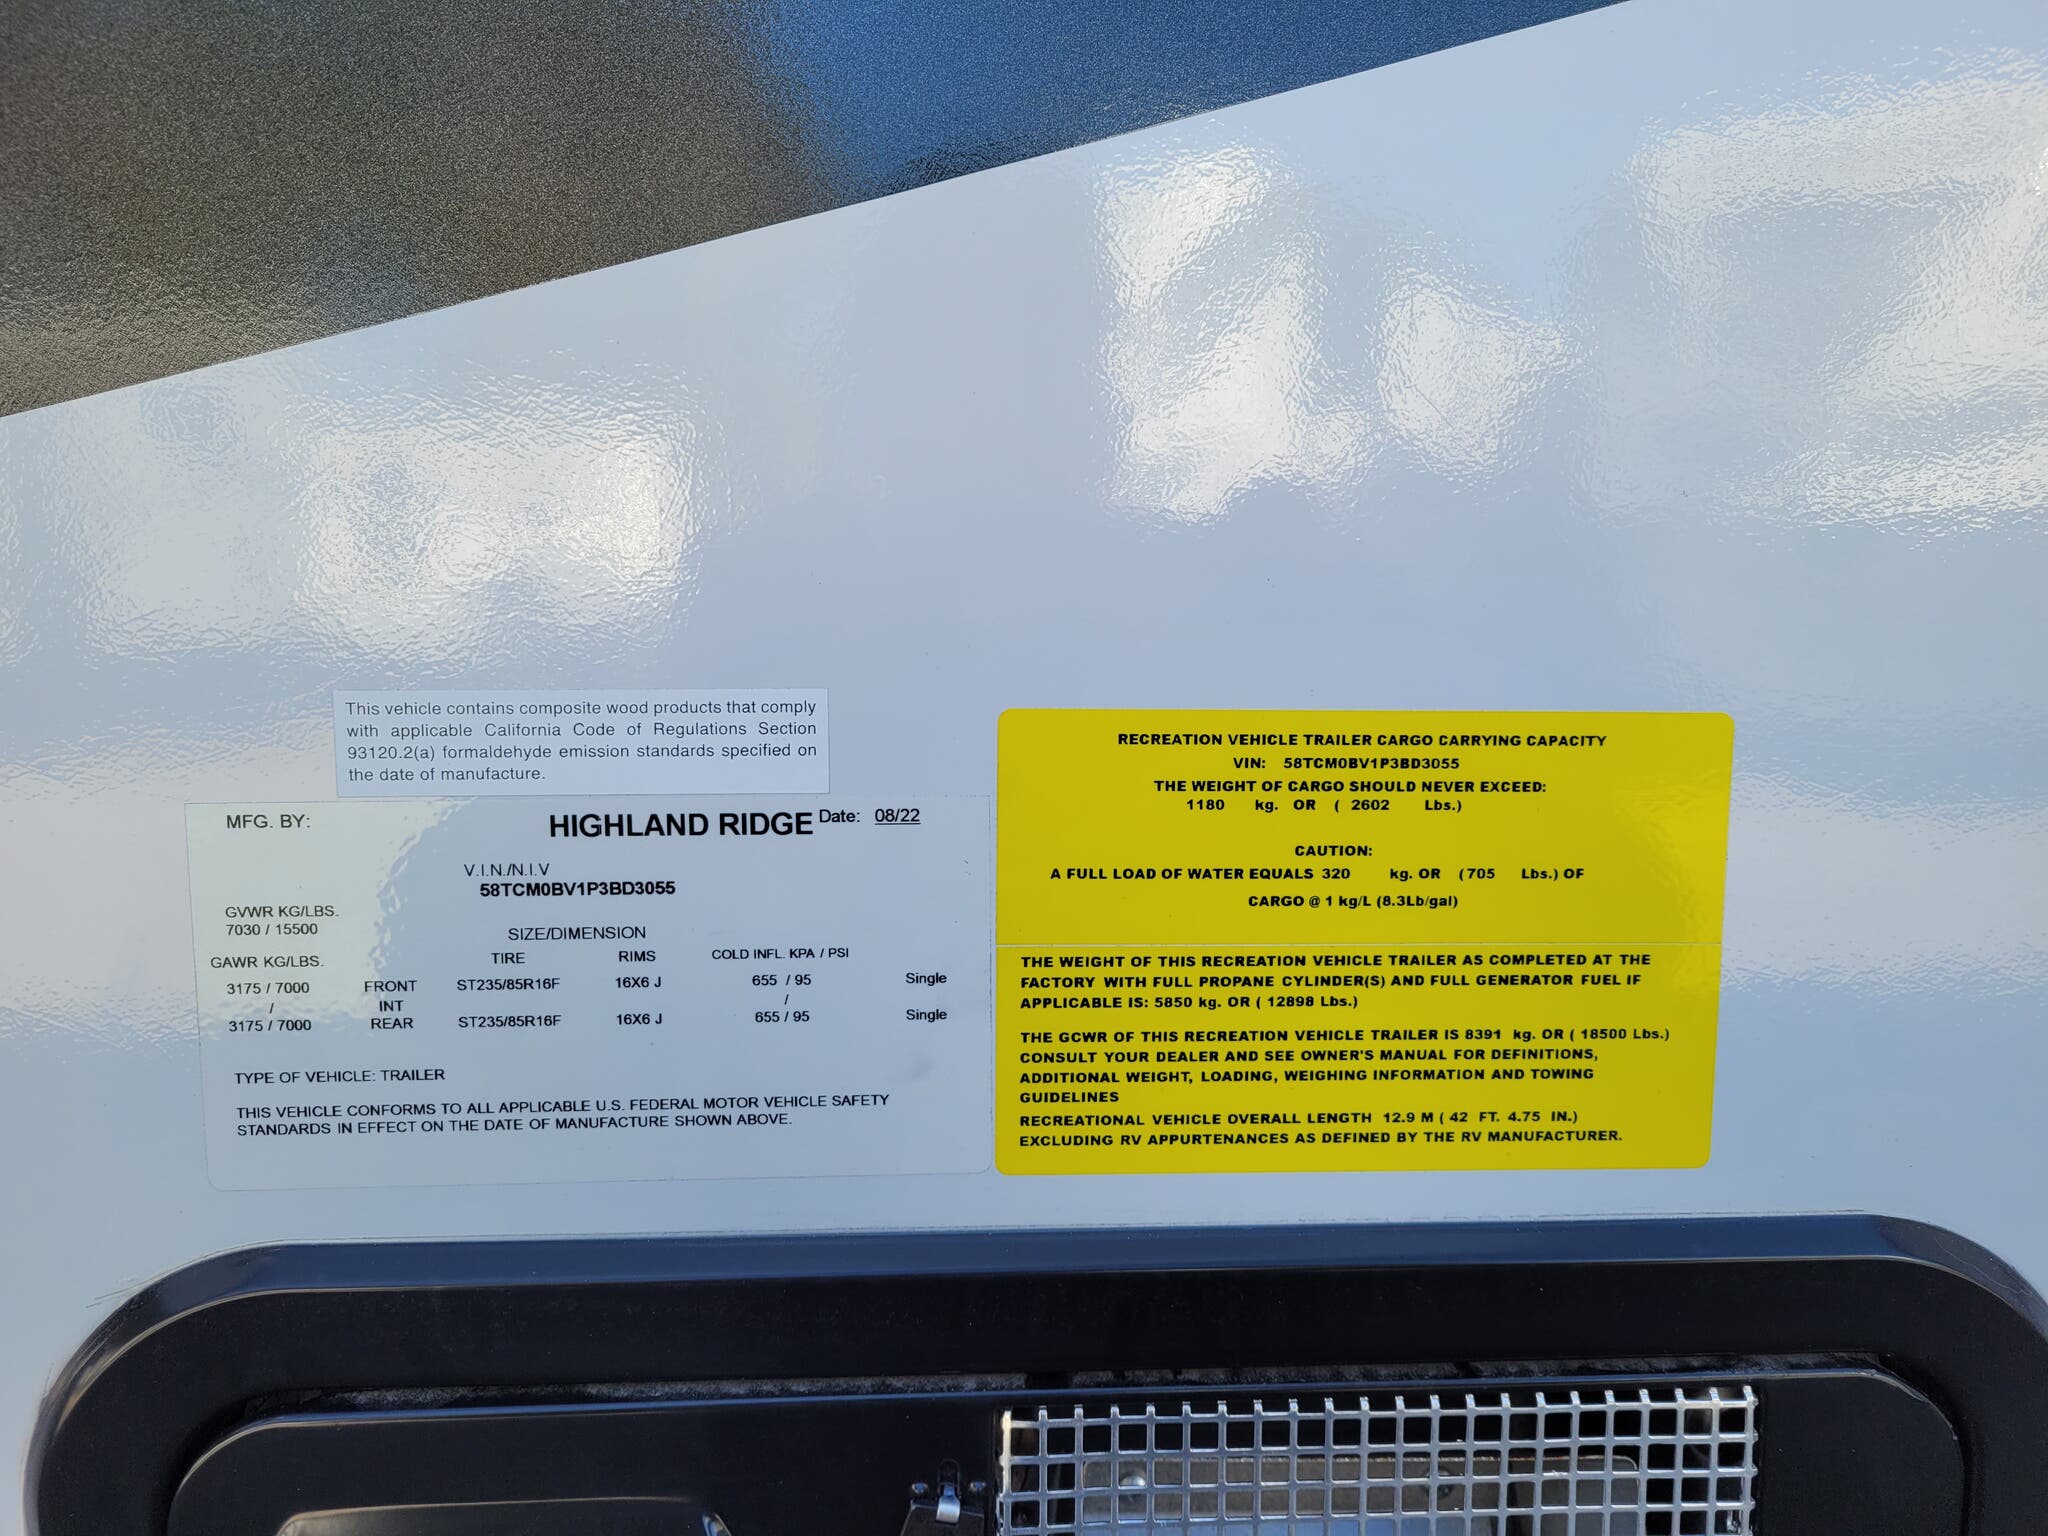 This vehicle contains composite wood products that comply
with applicable California Code of Regulations Section
93120.2(a) formaldehyde emission standards specified on
the date of manufacture.
MFG. BY: HIGHLAND RIDGE Date: 08/22
V.I.N./N.I.V
58TCM0BV1P3BD3055
GVWR KG/LBS.
7030 / 15500
SIZE/DIMENSION
GAWR KG/LBS. TIRE RIMS COLD INFL. KPA / PSI
3175 / 7000 FRONT ST235/85R16F 16X6 J 655 / 95 Single
/ INT /
3175 / 7000 REAR ST235/85R16F 16X6 J 655 / 95 Single
TYPE OF VEHICLE: TRAILER
THIS VEHICLE CONFORMS TO ALL APPLICABLE U.S. FEDERAL MOTOR VEHICLE SAFETY
STANDARDS IN EFFECT ON THE DATE OF MANUFACTURE SHOWN ABOVE.
RECREATION VEHICLE TRAILER CARGO CARRYING CAPACITY
VIN: 58TCM0BV1P3BD3055
THE WEIGHT OF CARGO SHOULD NEVER EXCEED:
1180 kg. OR ( 2602 Lbs.)
CAUTION:
A FULL LOAD OF WATER EQUALS 320 kg. OR (705 Lbs.) OF
CARGO @ 1 kg/L (8.3Lb/gal)
THE WEIGHT OF THIS RECREATION VEHICLE TRAILER AS COMPLETED AT THE
FACTORY WITH FULL PROPANE CYLINDER(S) AND FULL GENERATOR FUEL IF
APPLICABLE IS: 5850 kg. OR ( 12898 Lbs.)
THE GCWR OF THIS RECREATION VEHICLE TRAILER IS 8391 kg. OR ( 18500 Lbs.)
CONSULT YOUR DEALER AND SEE OWNER'S MANUAL FOR DEFINITIONS,
ADDITIONAL WEIGHT, LOADING, WEIGHING INFORMATION AND TOWING
GUIDELINES
RECREATIONAL VEHICLE OVERALL LENGTH 12.9 M ( 42 FT. 4.75 IN.)
EXCLUDING RV APPURTENANCES AS DEFINED BY THE RV MANUFACTURER.